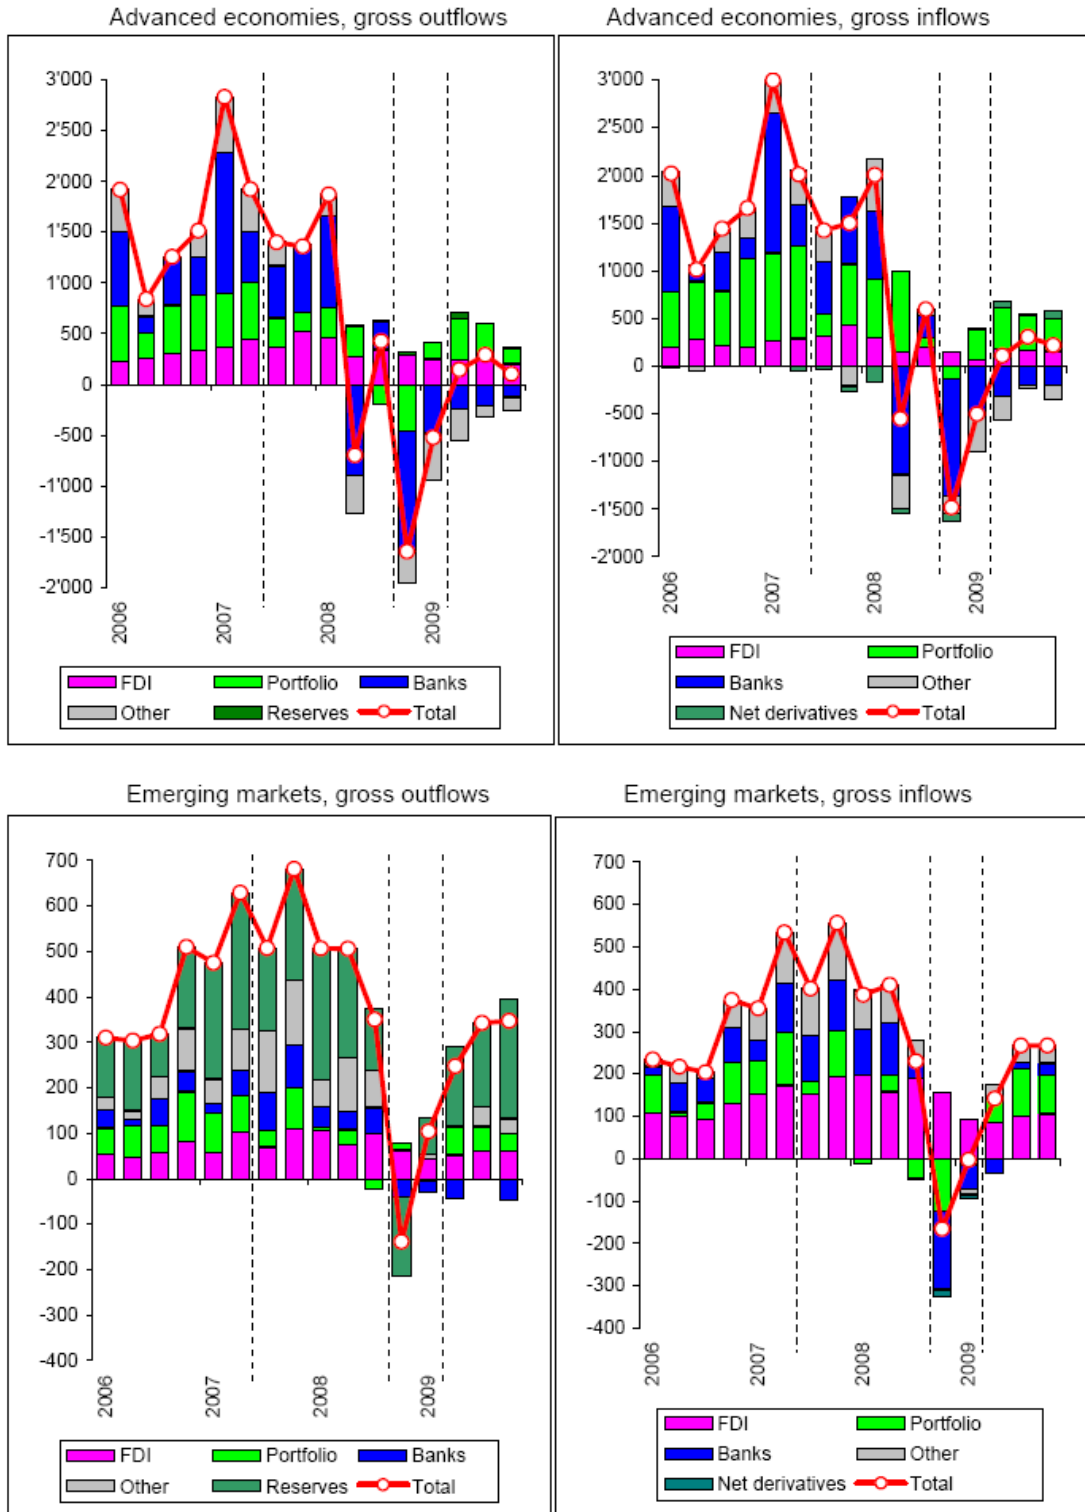 Advanced economies, gross outflows
3'000
2'500
2'000
1'500
1'000
500
0
-500
-1'000
-1'500
-2'000
2006
2007
2008
2009
FDI
Portfolio
Banks
Other
Reserves
Total
Advanced economies, gross inflows
3'000
2'500
2'000
1'500
1'000
500
0
-500
-1'000
-1'500
-2'000
2006
2007
2008
2009
FDI
Portfolio
Banks
Other
Net derivatives
Total
Emerging markets, gross outflows
700
600
500
400
300
200
100
0
-100
-200
-300
-400
2006
2007
2008
2009
FDI
Portfolio
Banks
Other
Reserves
Total
Emerging markets, gross inflows
700
600
500
400
300
200
100
0
-100
-200
-300
-400
2006
2007
2008
2009
FDI
Portfolio
Banks
Other
Net derivatives
Total